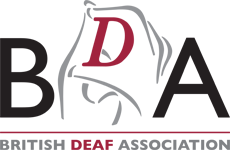 BDA
BRITISH DEAF ASSOCIATION